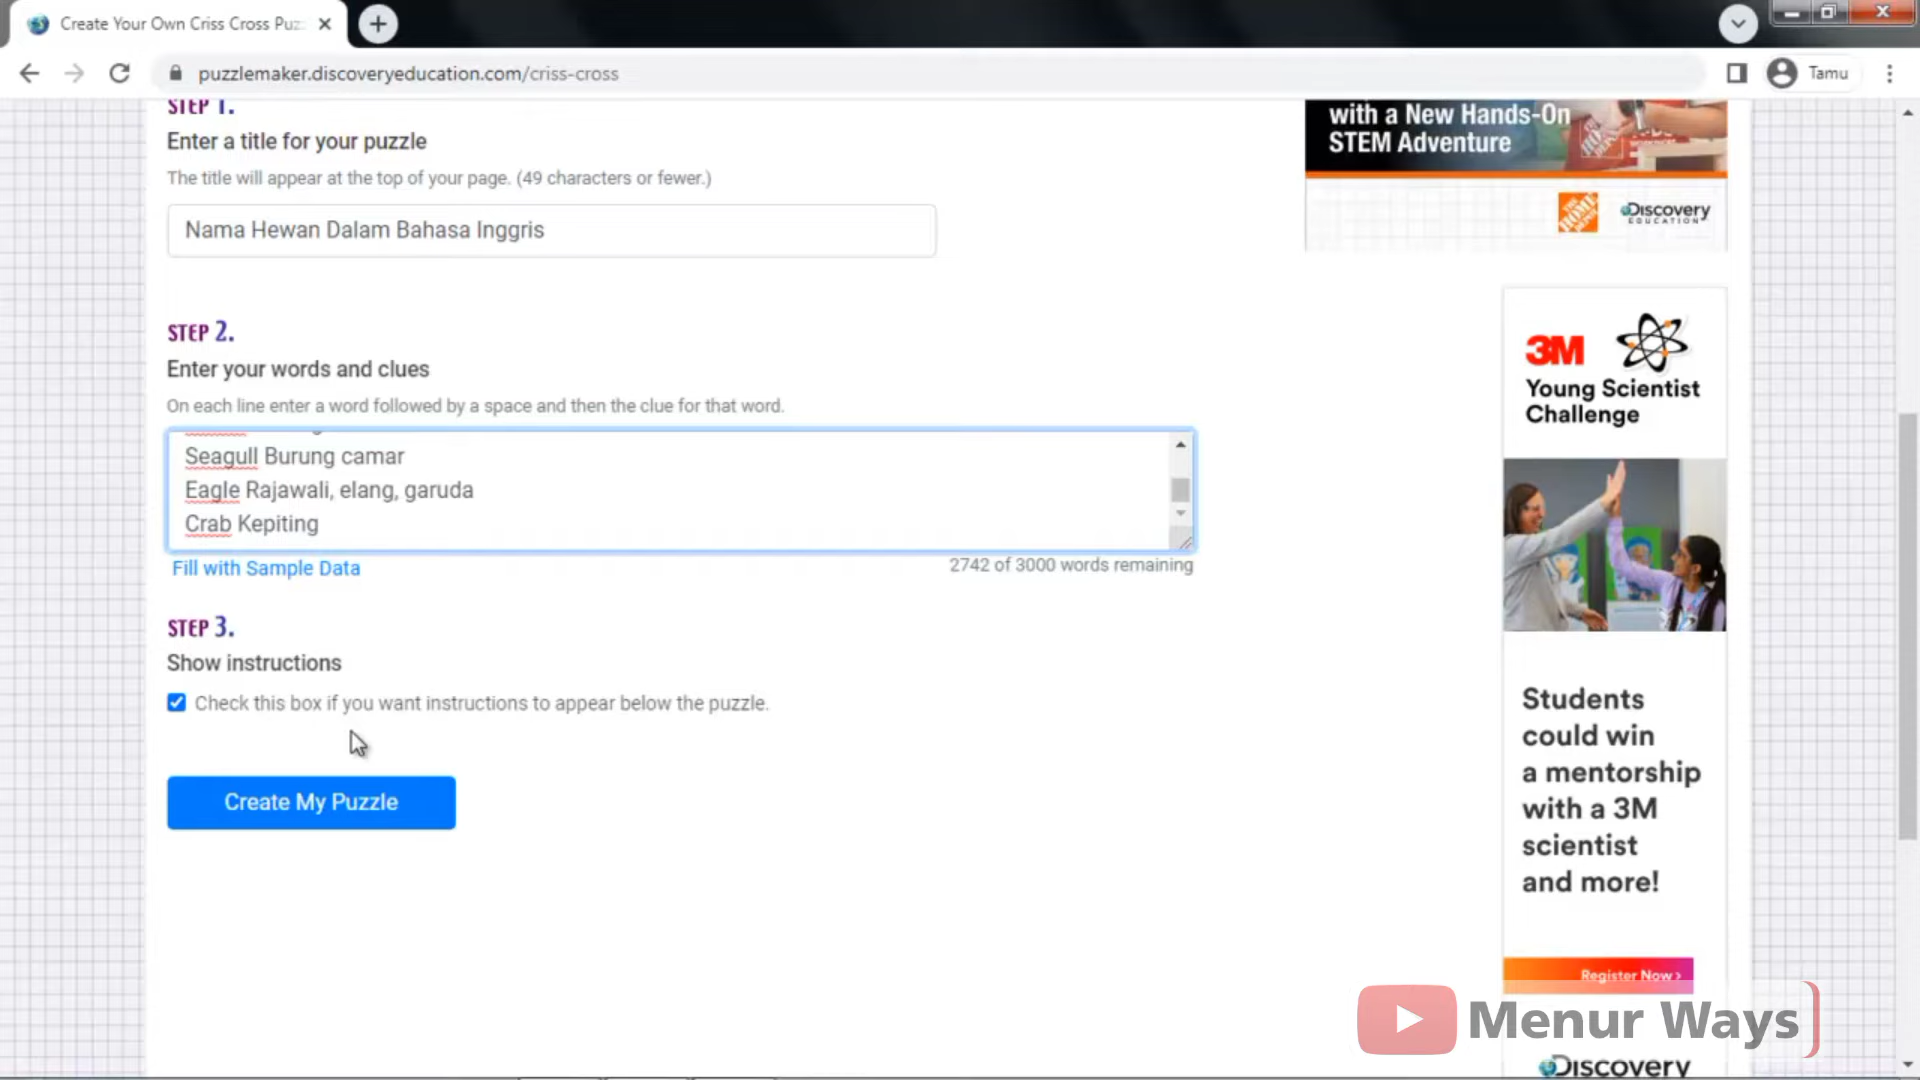 Create Your Own Criss Cross Puz
puzzlemaker.discoveryeducation.com/criss-cross
Tamu
STEP 1.
Enter a title for your puzzle
The title will appear at the top of your page. (49 characters or fewer.)
Nama Hewan Dalam Bahasa Inggris
with a New Hands-On
STEM Adventure
THE HOME DEPOT
Discovery
EDUCATION
STEP 2.
Enter your words and clues
On each line enter a word followed by a space and then the clue for that word.
Seagull Burung camar
Eagle Rajawali, elang, garuda
Crab Kepiting
Fill with Sample Data
2742 of 3000 words remaining
STEP 3.
Show instructions
Check this box if you want instructions to appear below the puzzle.
Create My Puzzle
3M
Young Scientist
Challenge
Students
could win
a mentorship
with a 3M
scientist
and more!
Register Now >
Menur Ways
Discovery